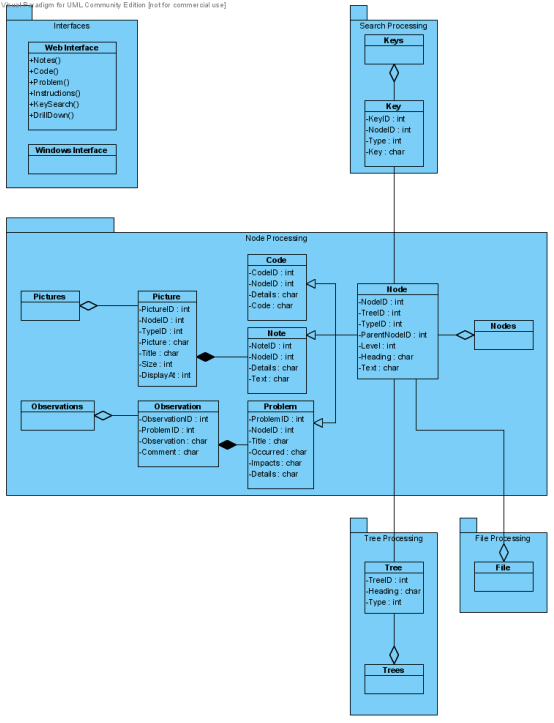 Visual Paradigm for UML Community Edition [not for commercial use]
Interfaces
Web Interface
+Notes()
+Code()
+Problem()
+Instructions()
+KeySearch()
+DrillDown()
Windows Interface
Search Processing
Keys
Key
-KeyID : int
-NodeID : int
-Type : int
-Key : char
Node Processing
Pictures
Picture
-PictureID : int
-NodeID : int
-TypeID : int
-Picture : char
-Title : char
-Size : int
-DisplayAt : int
Code
-CodeID : int
-NodeID : int
-Details : char
-Code : char
Note
-NoteID : int
-NodeID : int
-Details : char
-Text : char
Node
-NodeID : int
-TreeID : int
-TypeID : int
-ParentNodeID : int
-Level : int
-Heading : char
-Text : char
Nodes
Observations
Observation
-ObservationID : int
-ProblemID : int
-Observation : char
-Comment : char
Problem
-ProblemID : int
-NodeID : int
-Title : char
-Occurred : char
-Impacts : char
-Details : char
Tree Processing
Tree
-TreeID : int
-Heading : char
-Type : int
Trees
File Processing
File